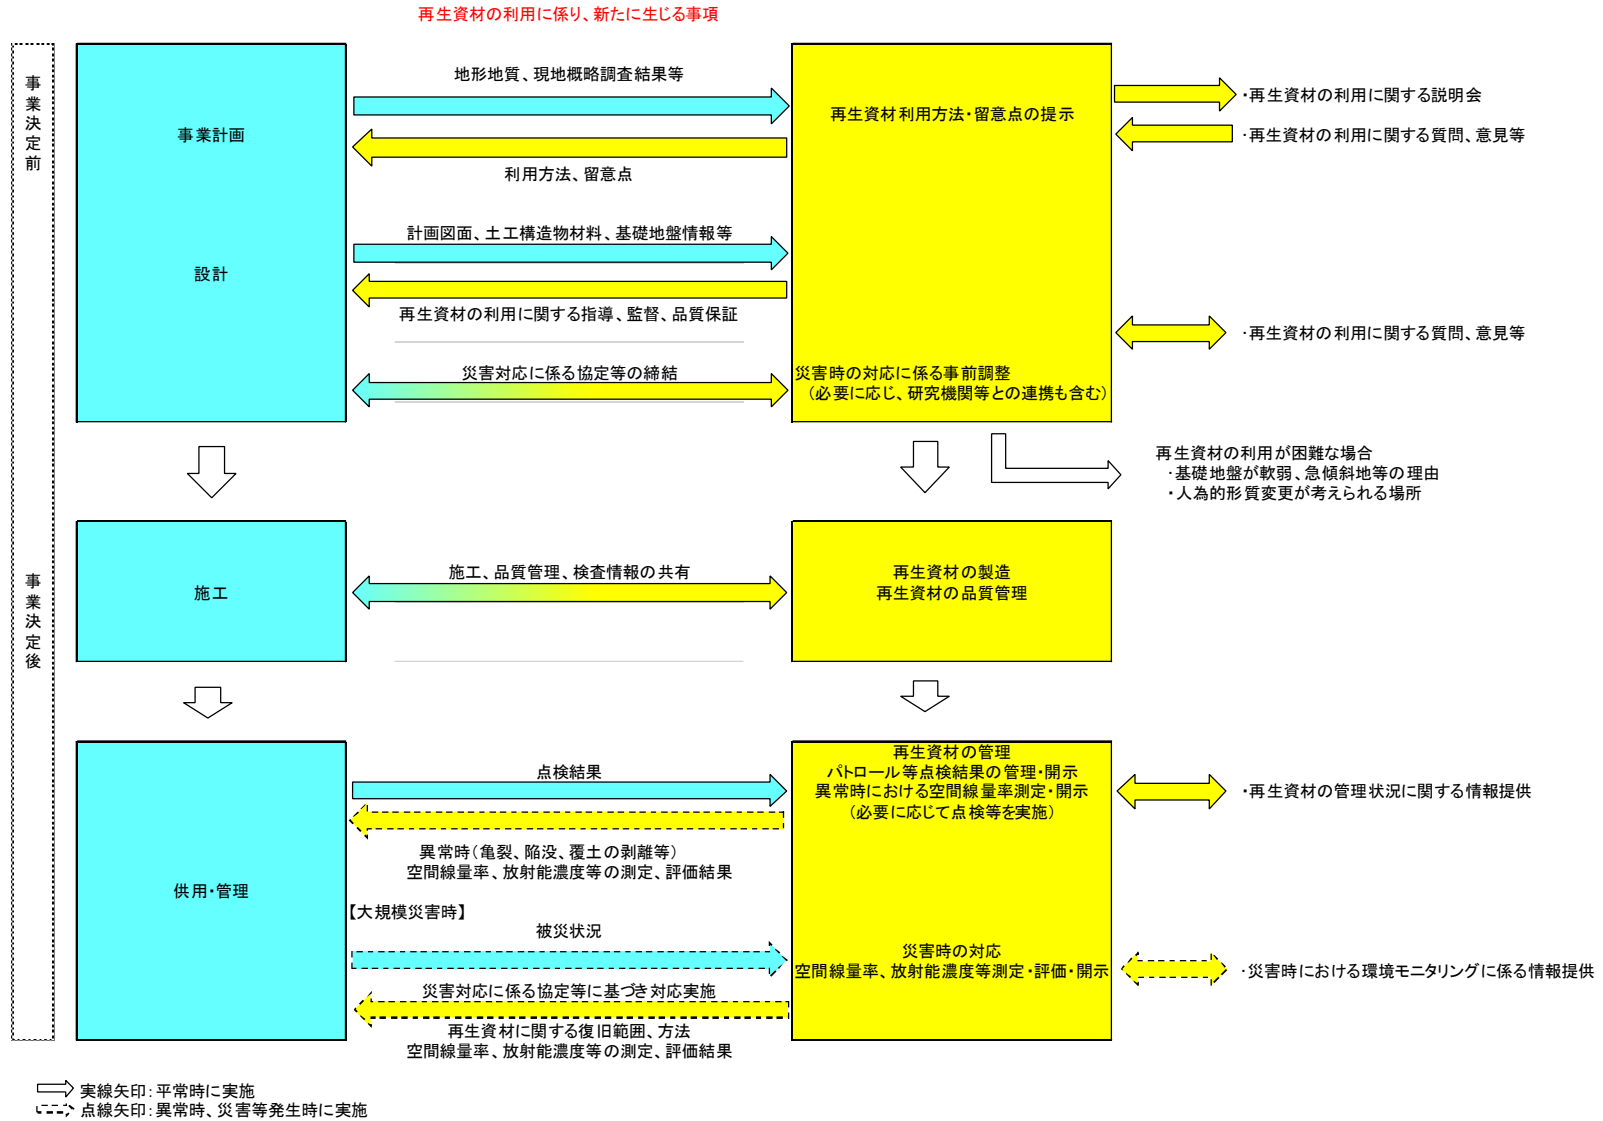 再生資材の利用に係り、新たに生じる事項
事業決定前
事業計画
地形地質、現地概略調査結果等
利用方法、留意点
再生資材利用方法・留意点の提示
・再生資材の利用に関する説明会
・再生資材の利用に関する質問、意見等
設計
計画図面、土工構造物材料、基礎地盤情報等
再生資材の利用に関する指導、監督、品質保証
・再生資材の利用に関する質問、意見等
災害対応に係る協定等の締結
災害時の対応に係る事前調整
（必要に応じ、研究機関等との連携も含む）
再生資材の利用が困難な場合
・基礎地盤が軟弱、急傾斜地等の理由
・人為的形質変更が考えられる場所
事業決定後
施工
施工、品質管理、検査情報の共有
再生資材の製造
再生資材の品質管理
供用・管理
点検結果
異常時（亀裂、陥没、覆土の剥離等）
空間線量率、放射能濃度等の測定、評価結果
再生資材の管理
パトロール等点検結果の管理・開示
異常時における空間線量率測定・開示
（必要に応じて点検等を実施）
・再生資材の管理状況に関する情報提供
【大規模災害時】
被災状況
災害対応に係る協定等に基づき対応実施
再生資材に関する復旧範囲、方法
空間線量率、放射能濃度等の測定、評価結果
災害時の対応
空間線量率、放射能濃度等測定・評価・開示
・災害時における環境モニタリングに係る情報提供
実線矢印：平常時に実施
点線矢印：異常時、災害等発生時に実施